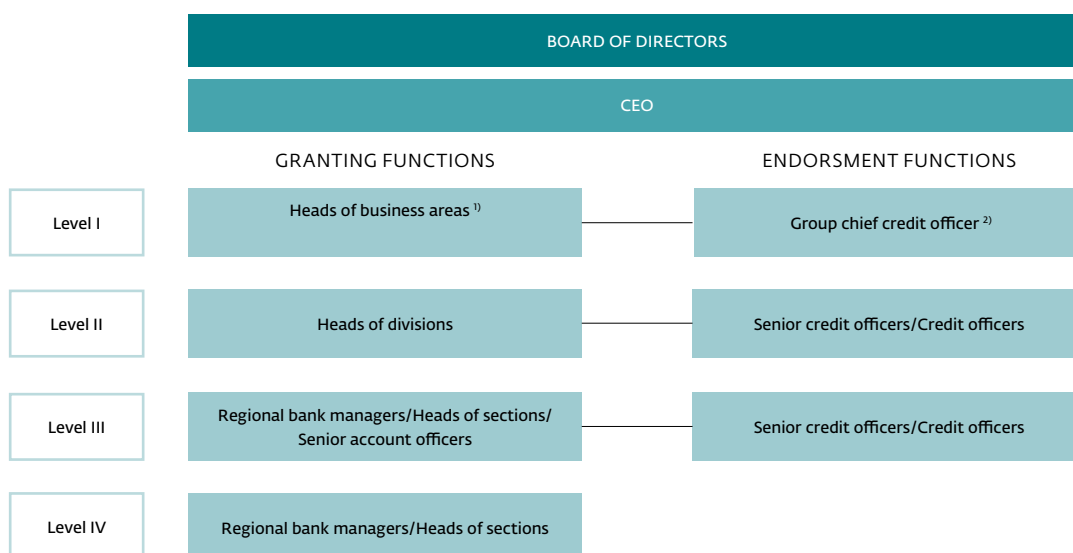 BOARD OF DIRECTORS
CEO
GRANTING FUNCTIONS
ENDORSMENT FUNCTIONS
Level I
Heads of business areas 1)
Group chief credit officer 2)
Level II
Heads of divisions
Senior credit officers/Credit officers
Level III
Regional bank managers/Heads of sections/
Senior account officers
Senior credit officers/Credit officers
Level IV
Regional bank managers/Heads of sections